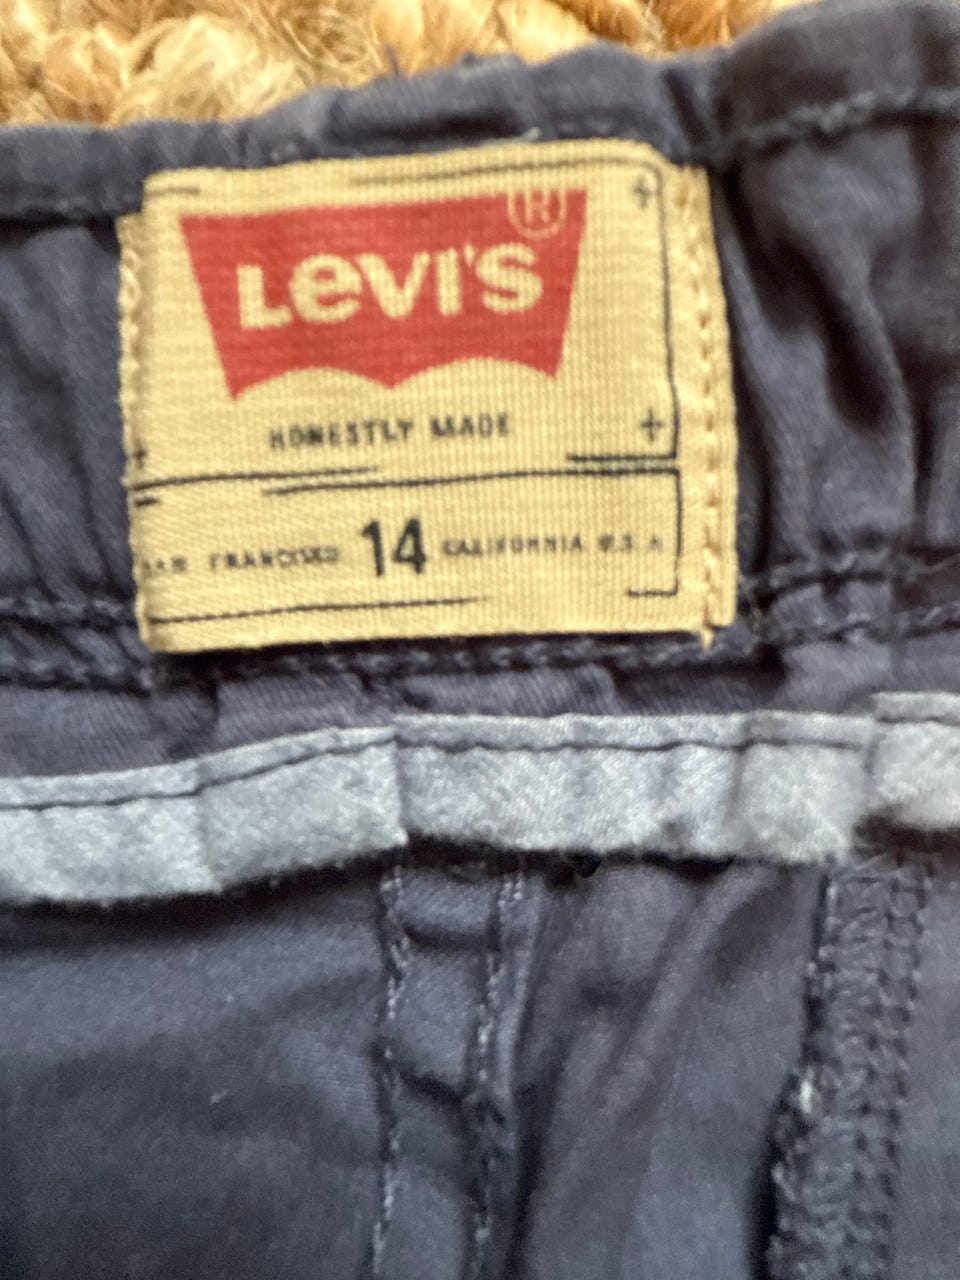 LEVI'S ®
HONESTLY MADE
SAN FRANCISCO 14 CALIFORNIA U.S.A